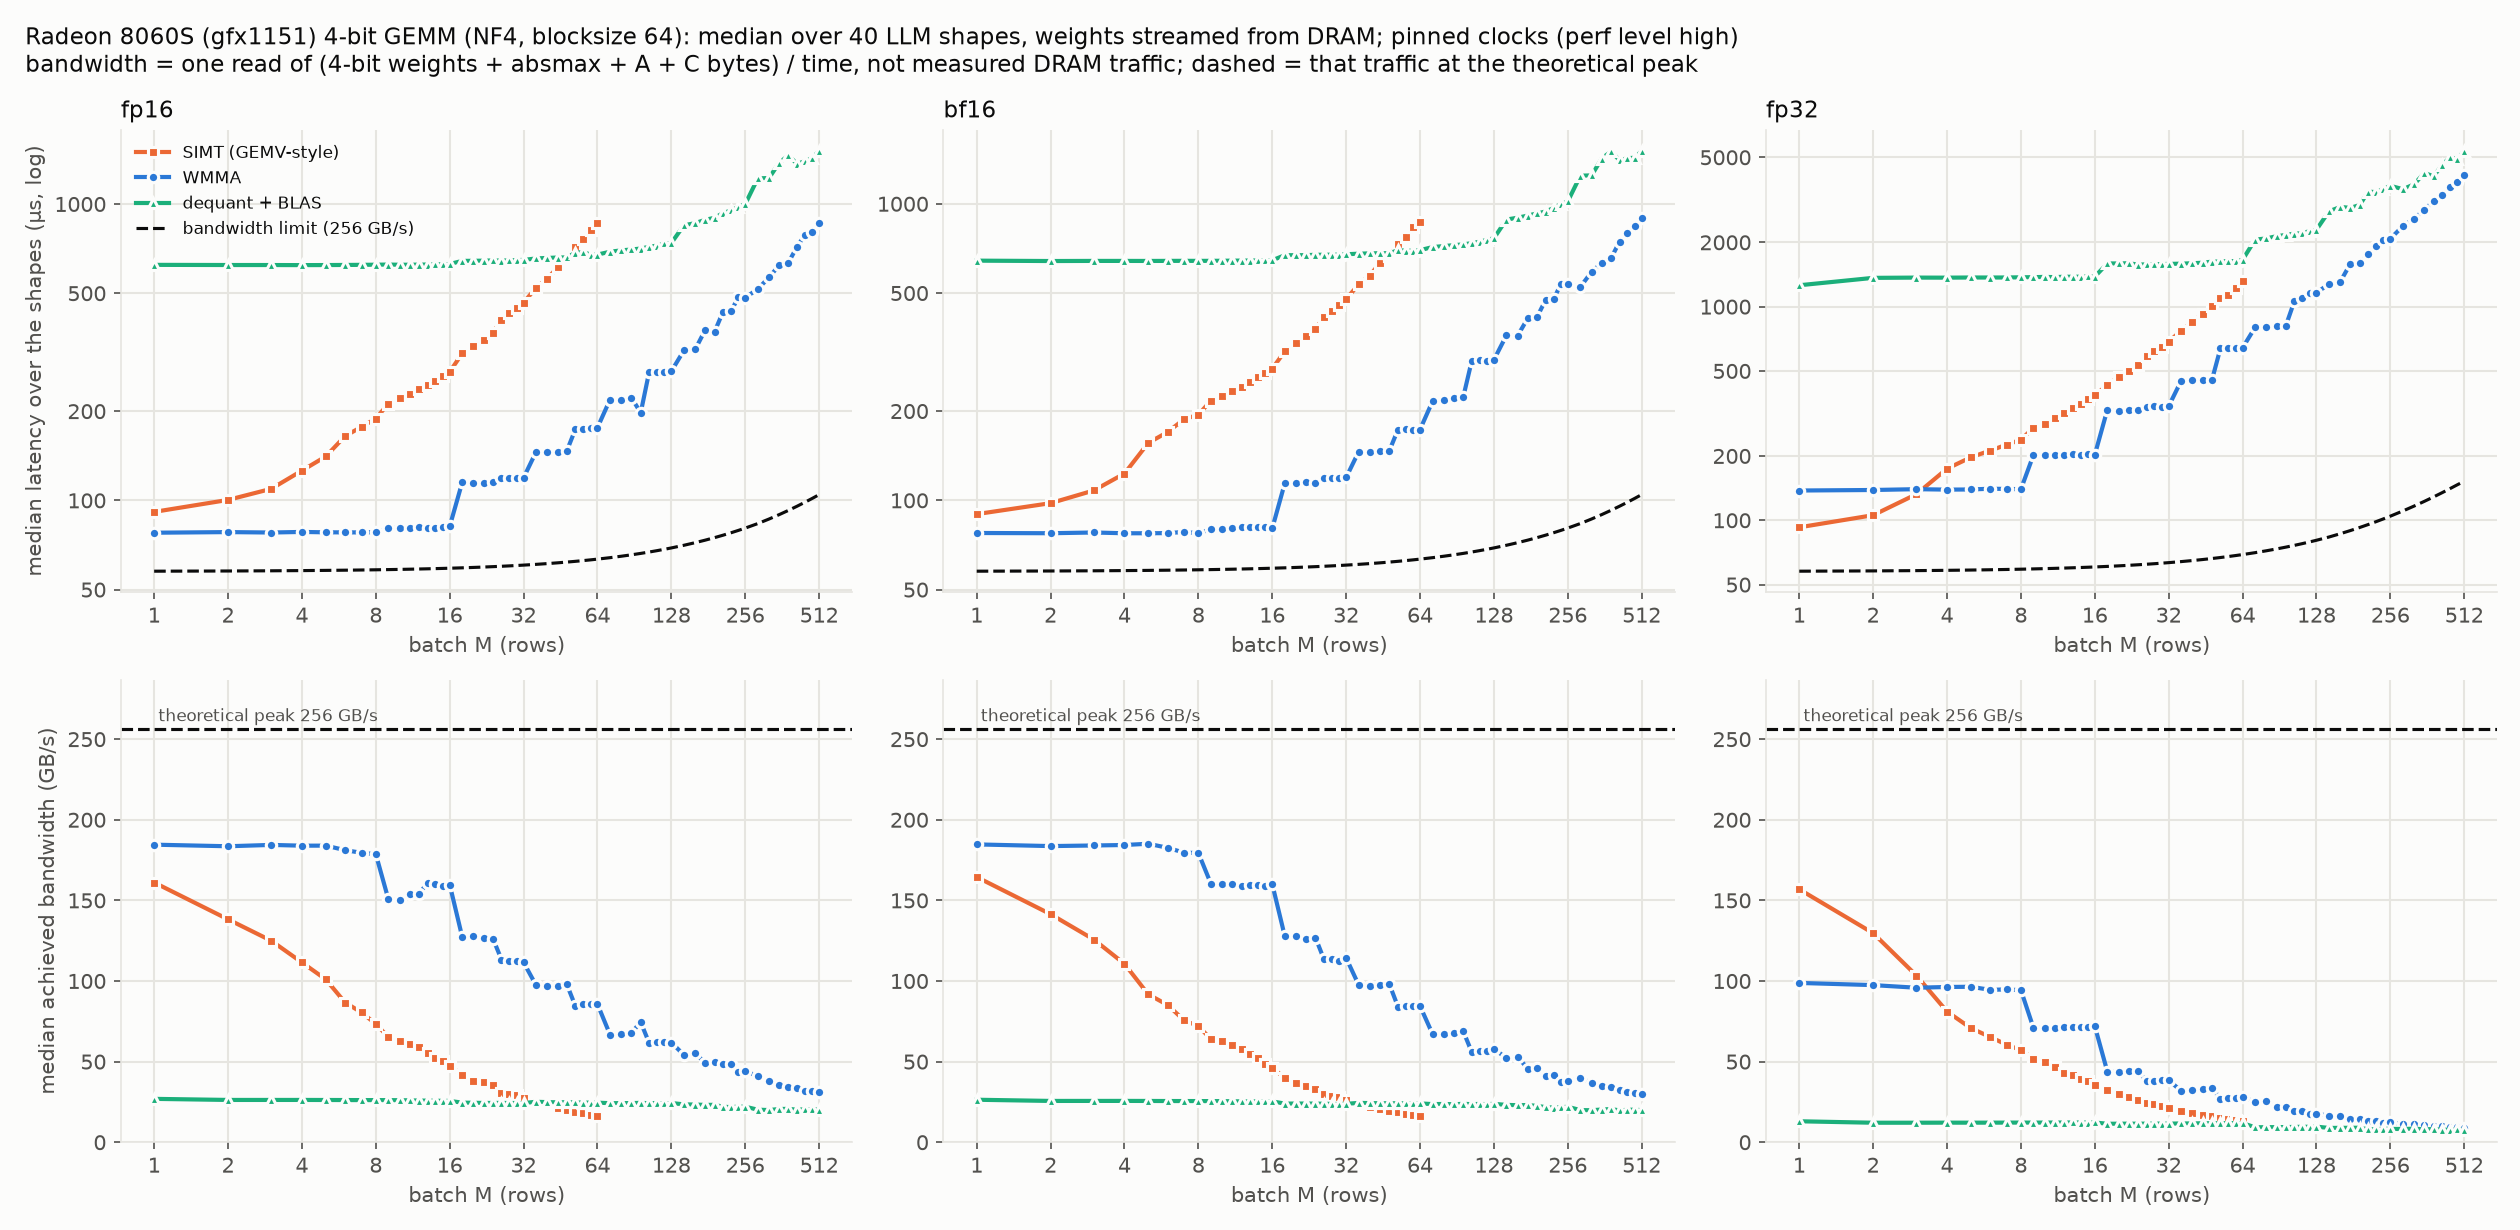 Radeon 8060S (gfx1151) 4-bit GEMM (NF4, blocksize 64): median over 40 LLM shapes, weights streamed from DRAM; pinned clocks (perf level high)
bandwidth = one read of (4-bit weights + absmax + A + C bytes) / time, not measured DRAM traffic; dashed = that traffic at the theoretical peak
fp16
median latency over the shapes (µs, log)
SIMT (GEMV-style)
WMMA
dequant + BLAS
bandwidth limit (256 GB/s)
1000
500
200
100
50
1 2 4 8 16 32 64 128 256 512
batch M (rows)
bf16
1000
500
200
100
50
1 2 4 8 16 32 64 128 256 512
batch M (rows)
fp32
5000
2000
1000
500
200
100
50
1 2 4 8 16 32 64 128 256 512
batch M (rows)
median achieved bandwidth (GB/s)
theoretical peak 256 GB/s
250
200
150
100
50
0
1 2 4 8 16 32 64 128 256 512
batch M (rows)
theoretical peak 256 GB/s
250
200
150
100
50
0
1 2 4 8 16 32 64 128 256 512
batch M (rows)
theoretical peak 256 GB/s
250
200
150
100
50
0
1 2 4 8 16 32 64 128 256 512
batch M (rows)